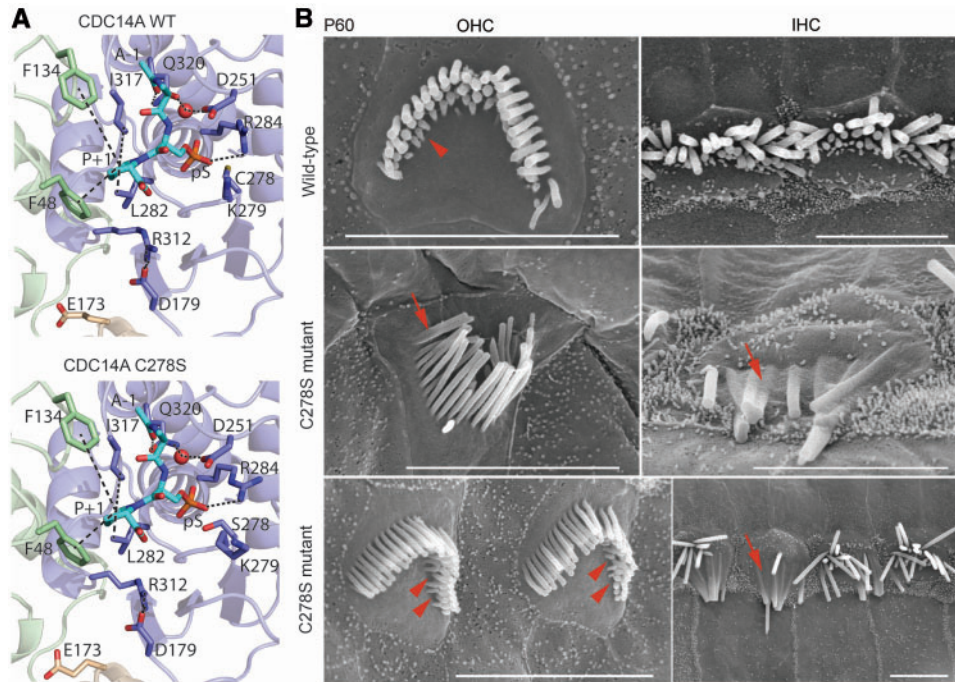 A
CDC14A WT
A-1
Q320
F134
I317
D251
R284
P+1
pS
C278
F48
L282
K279
R312
E173
D179
CDC14A C278S
A-1
Q320
F134
I317
D251
R284
P+1
pS
S278
F48
L282
K279
R312
E173
D179
B
P60
OHC
IHC
Wild-type
C278S mutant
C278S mutant